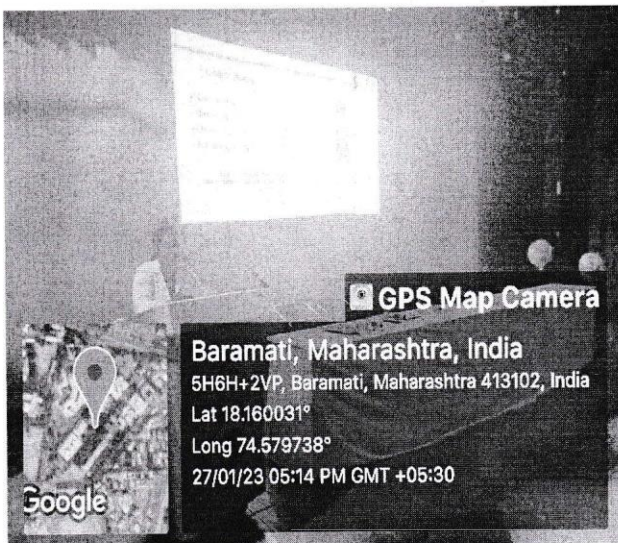 GPS Map Camera
Baramati, Maharashtra, India
5H6H+2VP, Baramati, Maharashtra 413102, India
Lat 18.160031°
Long 74.579738°
27/01/23 05:14 PM GMT +05:30
Google